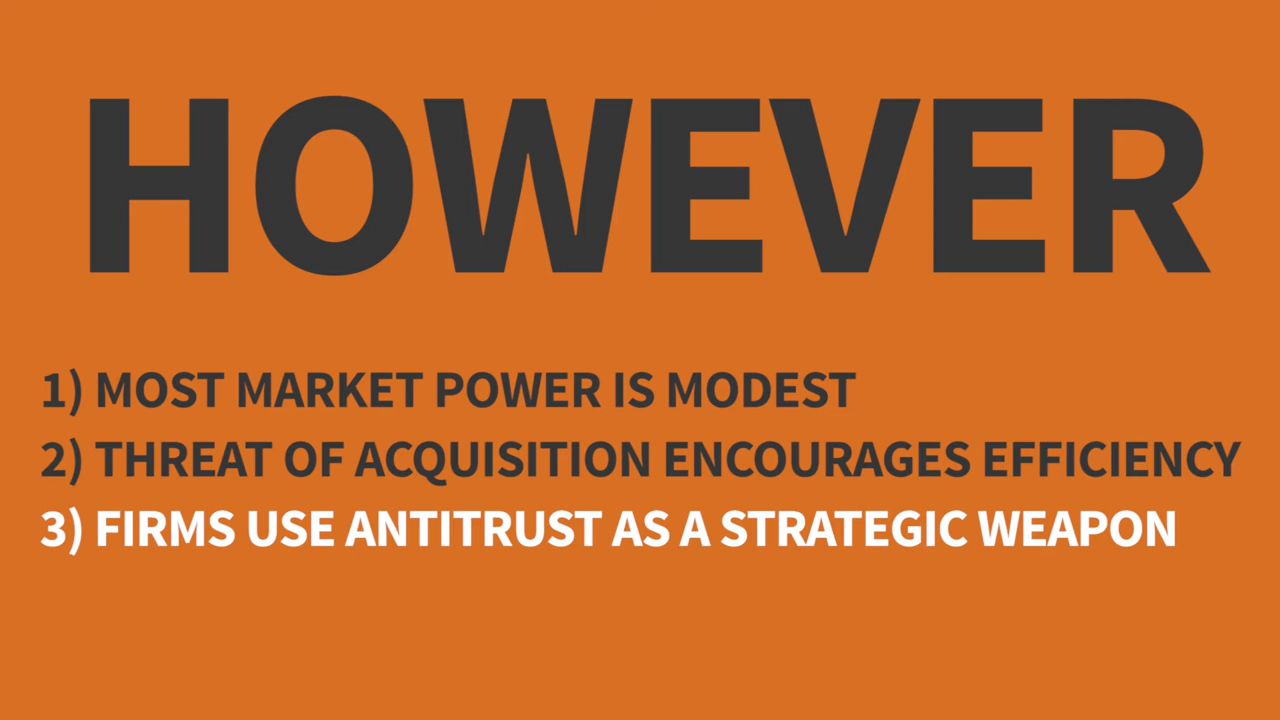 HOWEVER
1) MOST MARKET POWER IS MODEST
2) THREAT OF ACQUISITION ENCOURAGES EFFICIENCY
3) FIRMS USE ANTITRUST AS A STRATEGIC WEAPON